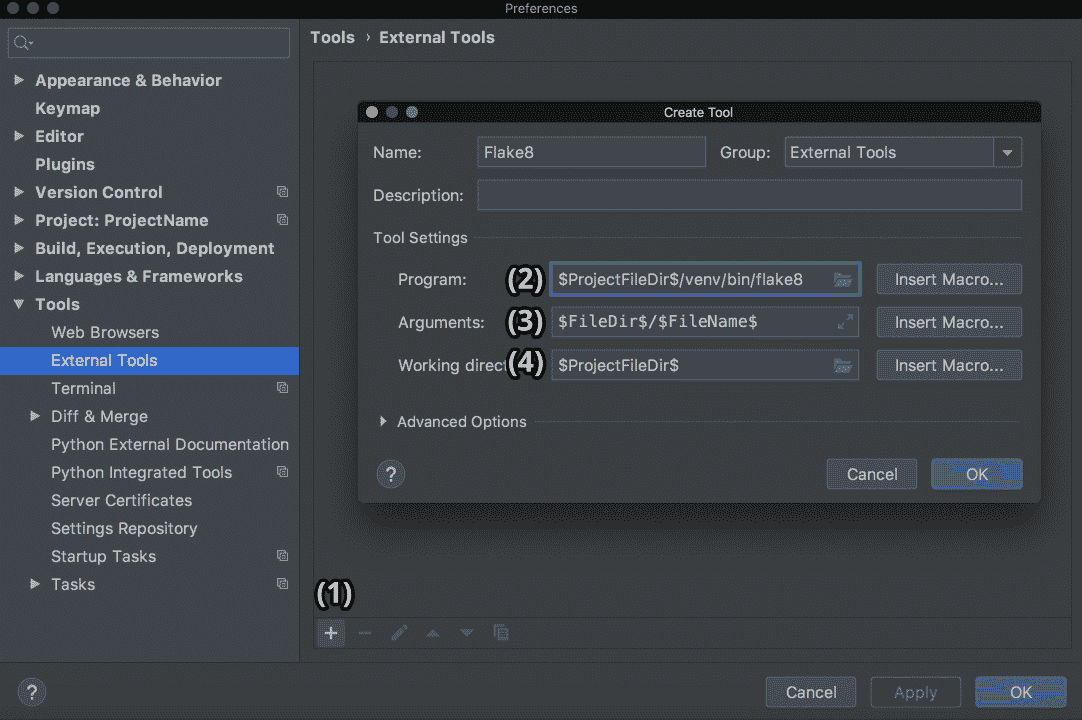 Preferences
Tools › External Tools
Appearance & Behavior
Keymap
Editor
Plugins
Version Control
Project: ProjectName
Build, Execution, Deployment
Languages & Frameworks
Tools
Web Browsers
External Tools
Terminal
Diff & Merge
Python External Documentation
Python Integrated Tools
Server Certificates
Settings Repository
Startup Tasks
Tasks
Create Tool
Name: Flake8 Group: External Tools
Description:
Tool Settings
Program: (2) $ProjectFileDir$/venv/bin/flake8 Insert Macro...
Arguments: (3) $FileDir$/$FileName$ Insert Macro...
Working direct (4) $ProjectFileDir$ Insert Macro...
Advanced Options
? Cancel OK
(1)
+
? Cancel Apply OK